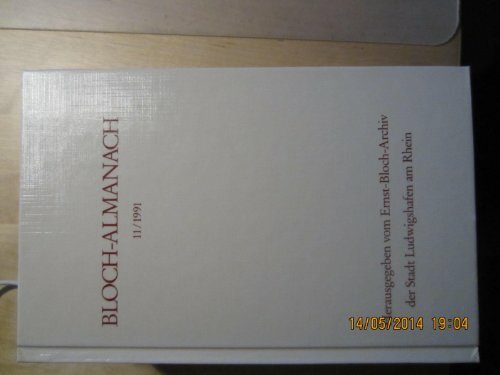 BLOCH-ALMANACH
11/1991
Herausgegeben vom Ernst-Bloch-Archiv
der Stadt Ludwigshafen am Rhein
14/05/2014 19:04